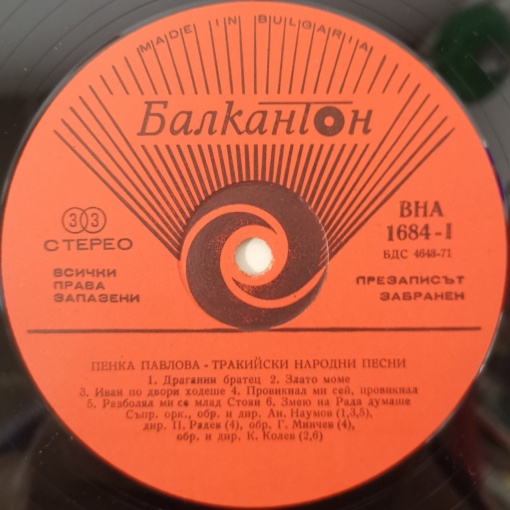 MADE IN BULGARIA
Балкантон
33
СТЕРЕО
ВСИЧКИ
ПРАВА
ЗАПАЗЕНИ
ВНА
1684-I
БДС 4648-71
ПРЕЗАПИСЪТ
ЗАБРАНЕН
ПЕНКА ПАВЛОВА - ТРАКИЙСКИ НАРОДНИ ПЕСНИ
1. Драганин братец 2. Злато моме
3. Иван по двори ходеше 4. Провикнал ми сей, провикнал
5. Разболял ми се млад Стоян 6. Змею на Рада думаше
Съпр. орк., обр. и дир. Ан. Наумов (1,3,5),
дир. П. Радев (4), обр. Г. Минчев (4),
обр. и дир. К. Колев (2,6)